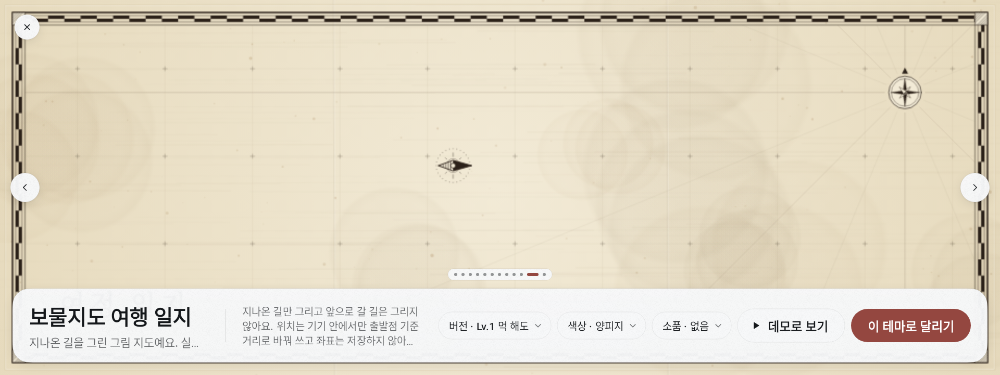 보물지도 여행 일지
지나온 길을 그린 그림 지도예요. 실...
지나온 길만 그리고 앞으로 갈 길은 그리지
않아요. 위치는 기기 안에서만 출발점 기준
거리로 바꿔 쓰고 좌표는 저장하지 않아...
버전 · Lv.1 먹 해도
색상 · 양피지
소품 · 없음
데모로 보기
이 테마로 달리기